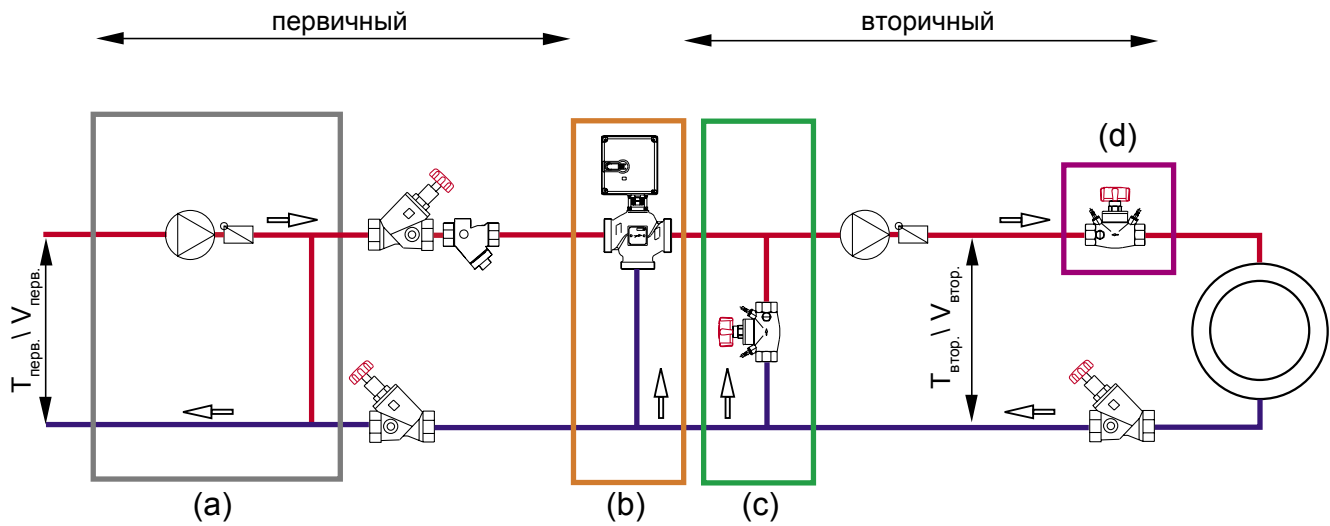 первичный
вторичный
(d)
Tперв. \ Vперв.
Tвтор. \ Vвтор.
(a)
(b)
(c)